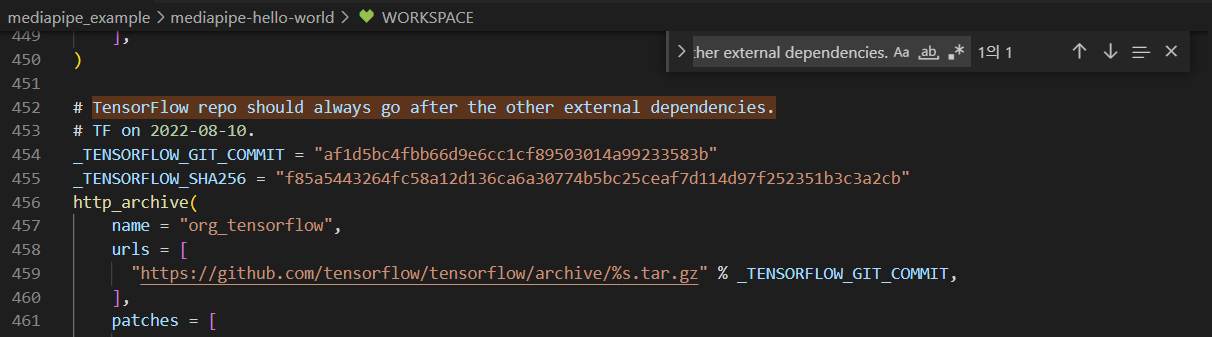 mediapipe_example > mediapipe-hello-world > WORKSPACE
ther external dependencies. Aa ab .* 1의 1
449 ],
450 )
451
452 # TensorFlow repo should always go after the other external dependencies.
453 # TF on 2022-08-10.
454 _TENSORFLOW_GIT_COMMIT = "af1d5bc4fbb66d9e6cc1cf89503014a99233583b"
455 _TENSORFLOW_SHA256 = "f85a5443264fc58a12d136ca6a30774b5bc25ceaf7d114d97f252351b3c3a2cb"
456 http_archive(
457 name = "org_tensorflow",
458 urls = [
459 "https://github.com/tensorflow/tensorflow/archive/%s.tar.gz" % _TENSORFLOW_GIT_COMMIT,
460 ],
461 patches = [